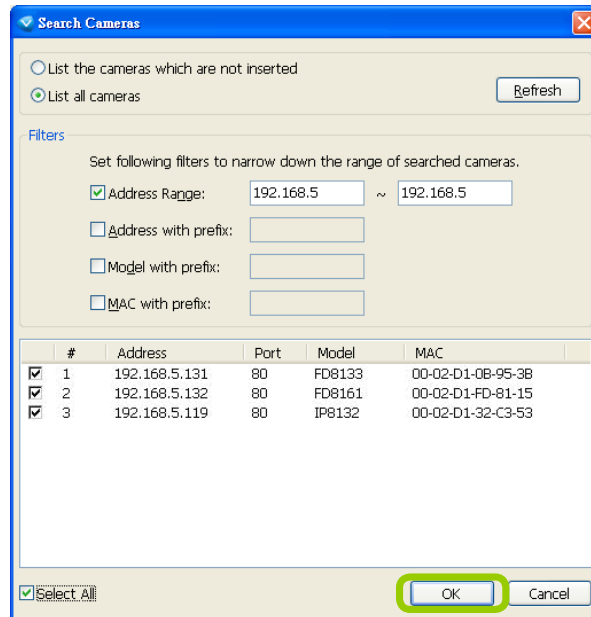 Search Cameras
List the cameras which are not inserted
List all cameras
Refresh
Filters
Set following filters to narrow down the range of searched cameras.
Address Range: 192.168.5 ~ 192.168.5
Address with prefix:
Model with prefix:
MAC with prefix:
# Address Port Model MAC
1 192.168.5.131 80 FD8133 00-02-D1-0B-95-3B
2 192.168.5.132 80 FD8161 00-02-D1-FD-81-15
3 192.168.5.119 80 IP8132 00-02-D1-32-C3-53
Select All OK Cancel